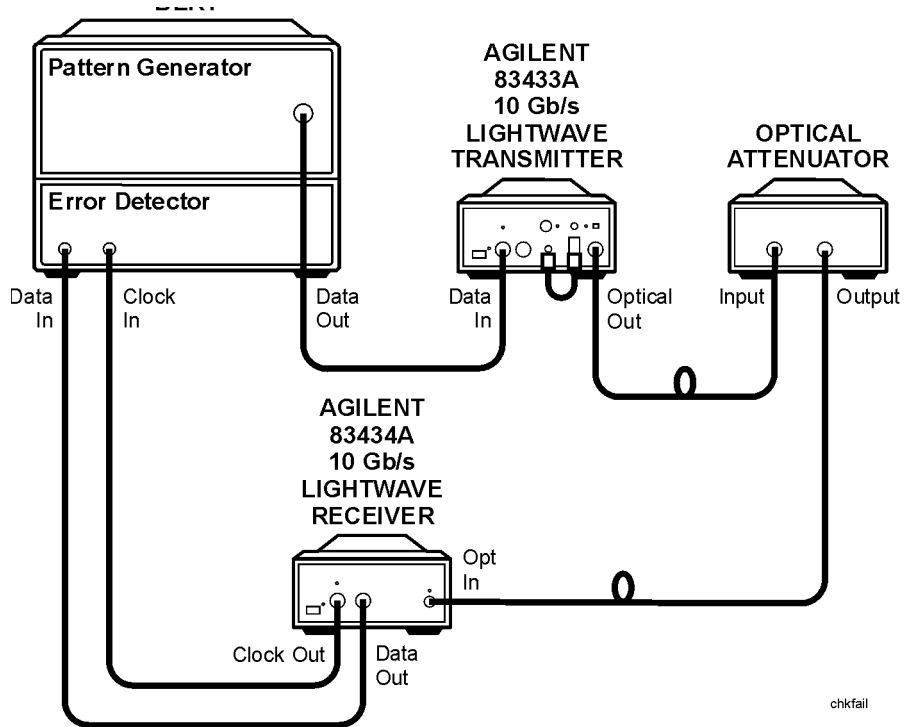 Pattern Generator
Error Detector
Data
In
Clock
In
Data
Out
AGILENT
83433A
10 Gb/s
LIGHTWAVE
TRANSMITTER
Data
In
Optical
Out
OPTICAL
ATTENUATOR
Input
Output
AGILENT
83434A
10 Gb/s
LIGHTWAVE
RECEIVER
Opt
In
Clock Out
Data
Out
chkfail